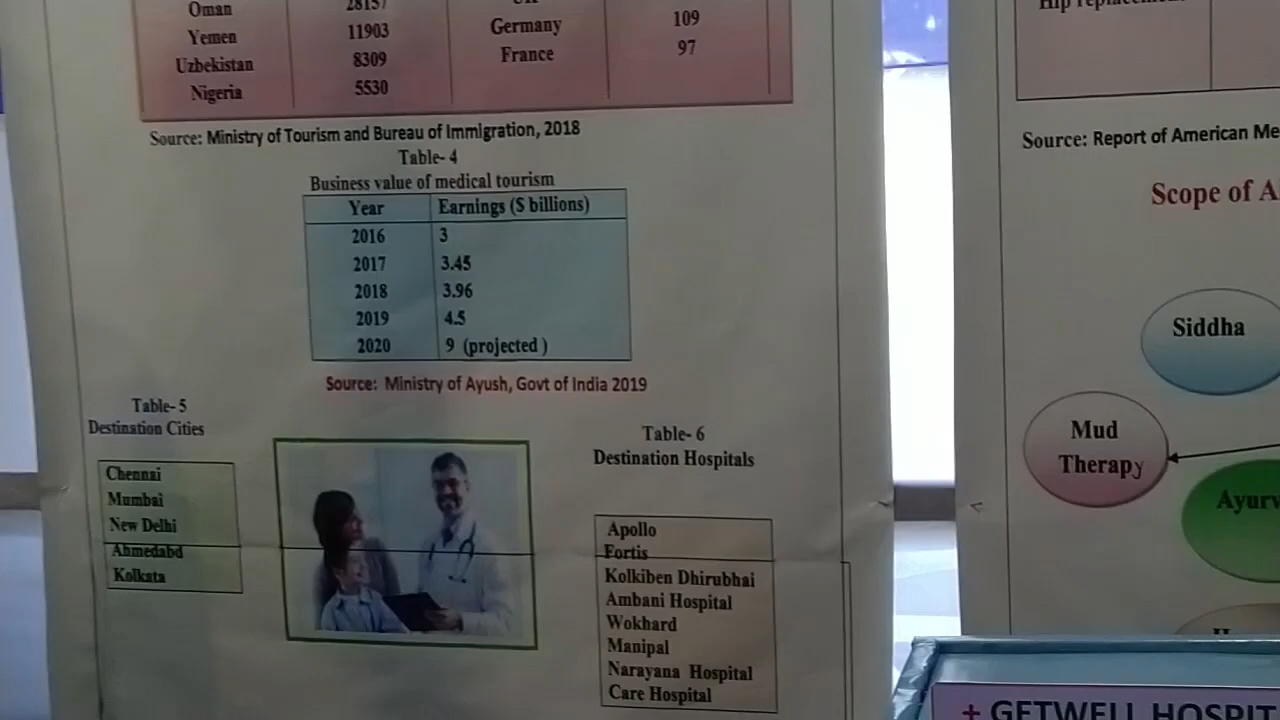 Oman 28157
Yemen 11903 Germany 109
Uzbekistan 8309 France 97
Nigeria 5530
Source: Ministry of Tourism and Bureau of Immigration, 2018
Table- 4
Business value of medical tourism
Year Earnings ($ billions)
2016 3
2017 3.45
2018 3.96
2019 4.5
2020 9 (projected )
Source: Ministry of Ayush, Govt of India 2019
Table- 5
Destination Cities
Chennai
Mumbai
New Delhi
Ahmedabd
Kolkata
Table- 6
Destination Hospitals
Apollo
Fortis
Kolkiben Dhirubhai
Ambani Hospital
Wokhard
Manipal
Narayana Hospital
Care Hospital
Source: Report of American Me
Scope of A
Siddha
Mud
Therapy
Ayurv
+ GETWELL HOSPIT